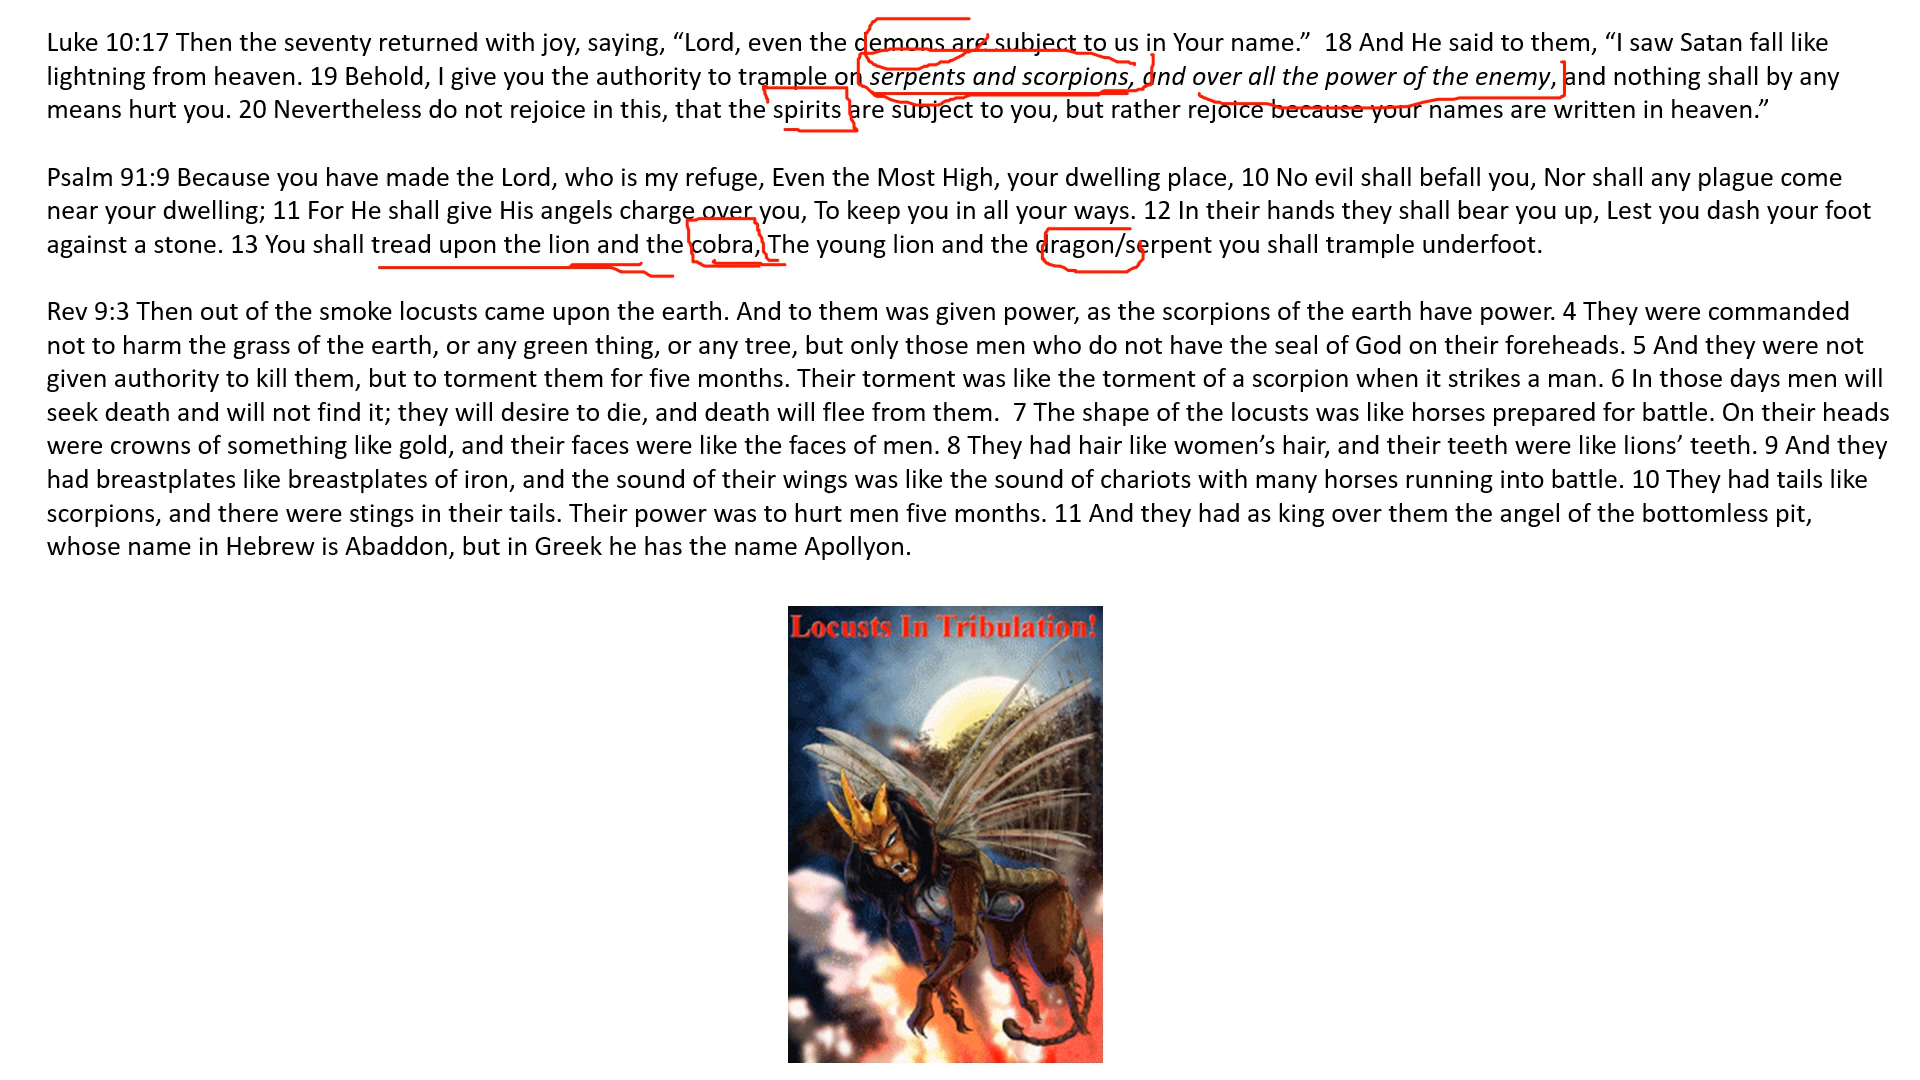 Luke 10:17 Then the seventy returned with joy, saying, “Lord, even the demons are subject to us in Your name.”  18 And He said to them, “I saw Satan fall like
lightning from heaven. 19 Behold, I give you the authority to trample on serpents and scorpions, and over all the power of the enemy, and nothing shall by any
means hurt you. 20 Nevertheless do not rejoice in this, that the spirits are subject to you, but rather rejoice because your names are written in heaven.”
Psalm 91:9 Because you have made the Lord, who is my refuge, Even the Most High, your dwelling place, 10 No evil shall befall you, Nor shall any plague come
near your dwelling; 11 For He shall give His angels charge over you, To keep you in all your ways. 12 In their hands they shall bear you up, Lest you dash your foot
against a stone. 13 You shall tread upon the lion and the cobra, The young lion and the dragon/serpent you shall trample underfoot.
Rev 9:3 Then out of the smoke locusts came upon the earth. And to them was given power, as the scorpions of the earth have power. 4 They were commanded
not to harm the grass of the earth, or any green thing, or any tree, but only those men who do not have the seal of God on their foreheads. 5 And they were not
given authority to kill them, but to torment them for five months. Their torment was like the torment of a scorpion when it strikes a man. 6 In those days men will
seek death and will not find it; they will desire to die, and death will flee from them.  7 The shape of the locusts was like horses prepared for battle. On their heads
were crowns of something like gold, and their faces were like the faces of men. 8 They had hair like women’s hair, and their teeth were like lions’ teeth. 9 And they
had breastplates like breastplates of iron, and the sound of their wings was like the sound of chariots with many horses running into battle. 10 They had tails like
scorpions, and there were stings in their tails. Their power was to hurt men five months. 11 And they had as king over them the angel of the bottomless pit,
whose name in Hebrew is Abaddon, but in Greek he has the name Apollyon.
Locusts In Tribulation!